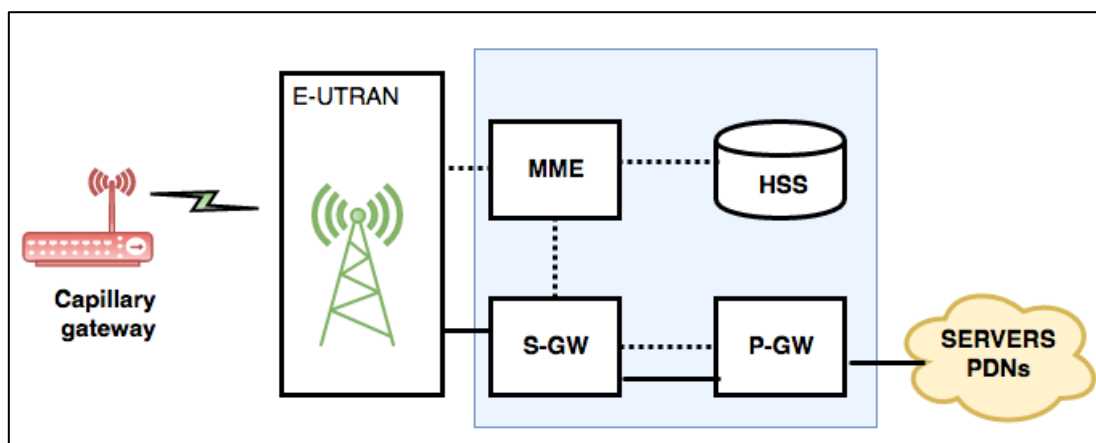 E-UTRAN
MME
HSS
Capillary
gateway
S-GW
P-GW
SERVERS
PDNs